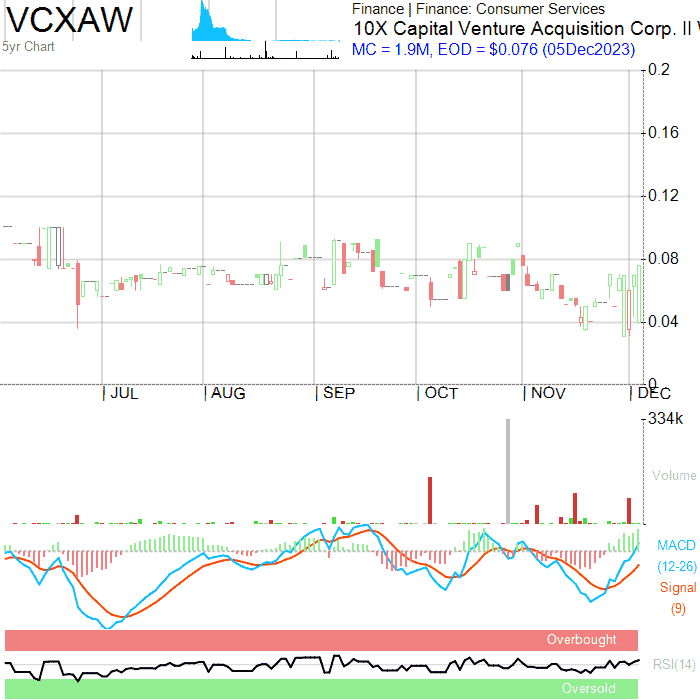 VCXAW
5yr Chart
Finance | Finance: Consumer Services
10X Capital Venture Acquisition Corp. II
MC = 1.9M, EOD = $0.076 (05Dec2023)
0.2
0.16
0.12
0.08
0.04
0
| JUL | AUG | SEP | OCT | NOV | DEC
334k
Volume
MACD
(12-26)
Signal
(9)
Overbought
RSI(14)
Oversold